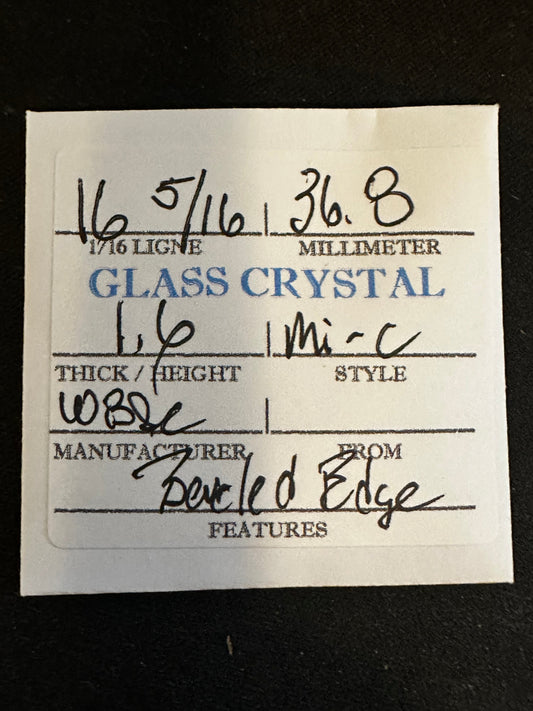 16 5/16 | 36.8
1/16 LIGNE MILLIMETER
GLASS CRYSTAL
1.6 | Mi-C
THICK / HEIGHT STYLE
|
MANUFACTURER FROM
Beveled Edge
FEATURES